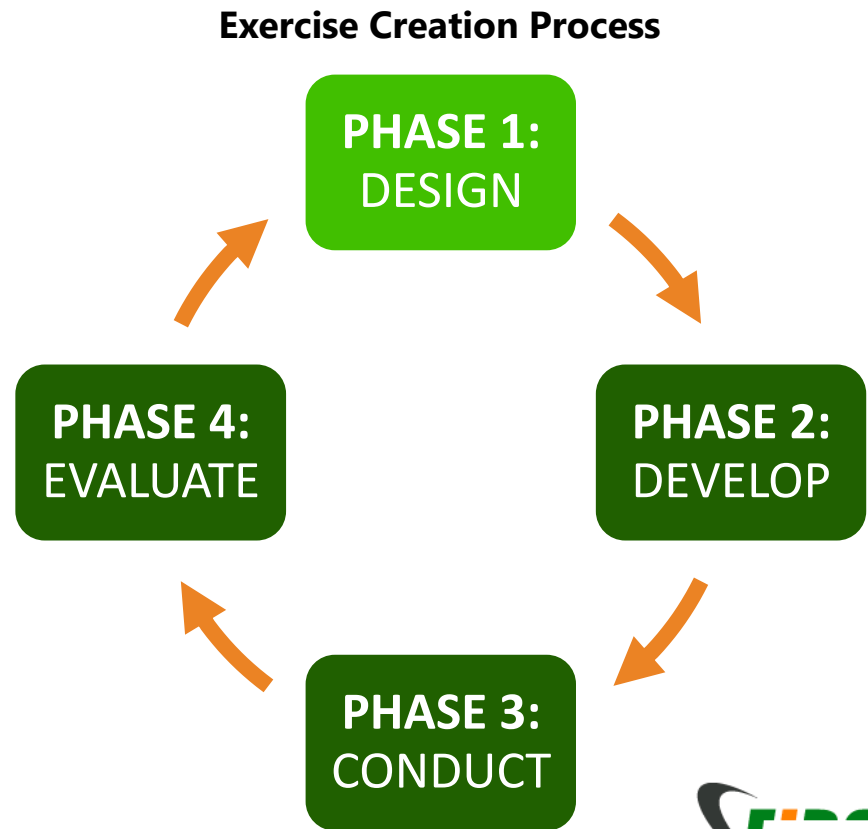 Exercise Creation Process
PHASE 1:
DESIGN
PHASE 2:
DEVELOP
PHASE 3:
CONDUCT
PHASE 4:
EVALUATE